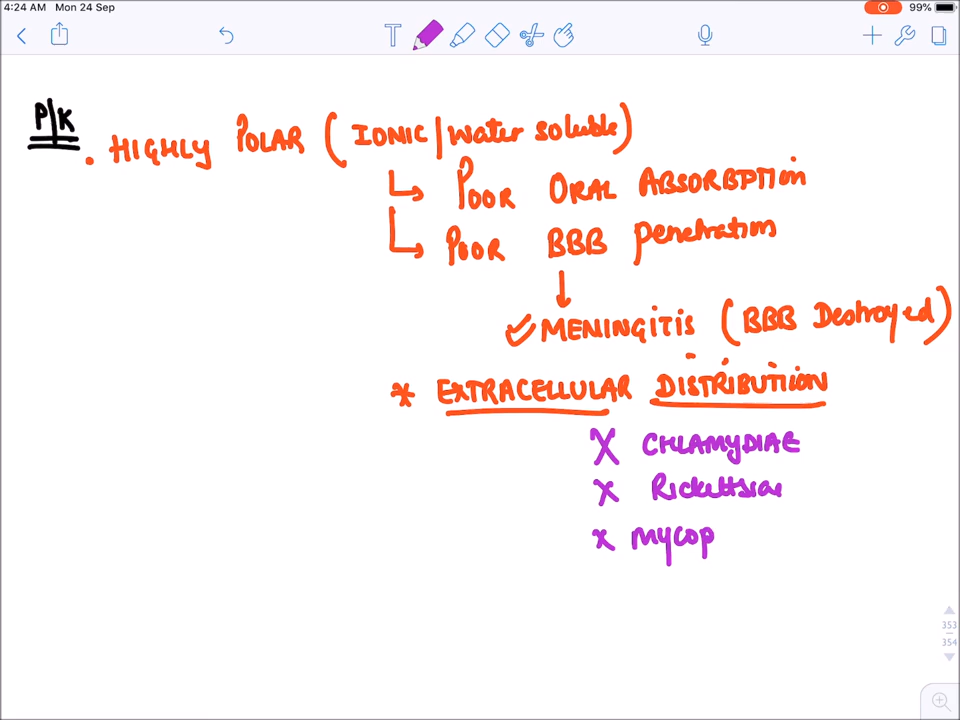 4:24 AM Mon 24 Sep 99%
T
P/K
. HIGHLY POLAR (IONIC/Water soluble)
POOR ORAL ABSORBPTION
POOR BBB penetration
MENINGITIS (BBB Destroyed)
* EXTRACELLULAR DISTRIBUTIION
X CHLAMYDIAE
x Rickettsiae
x MYCOP
353
354